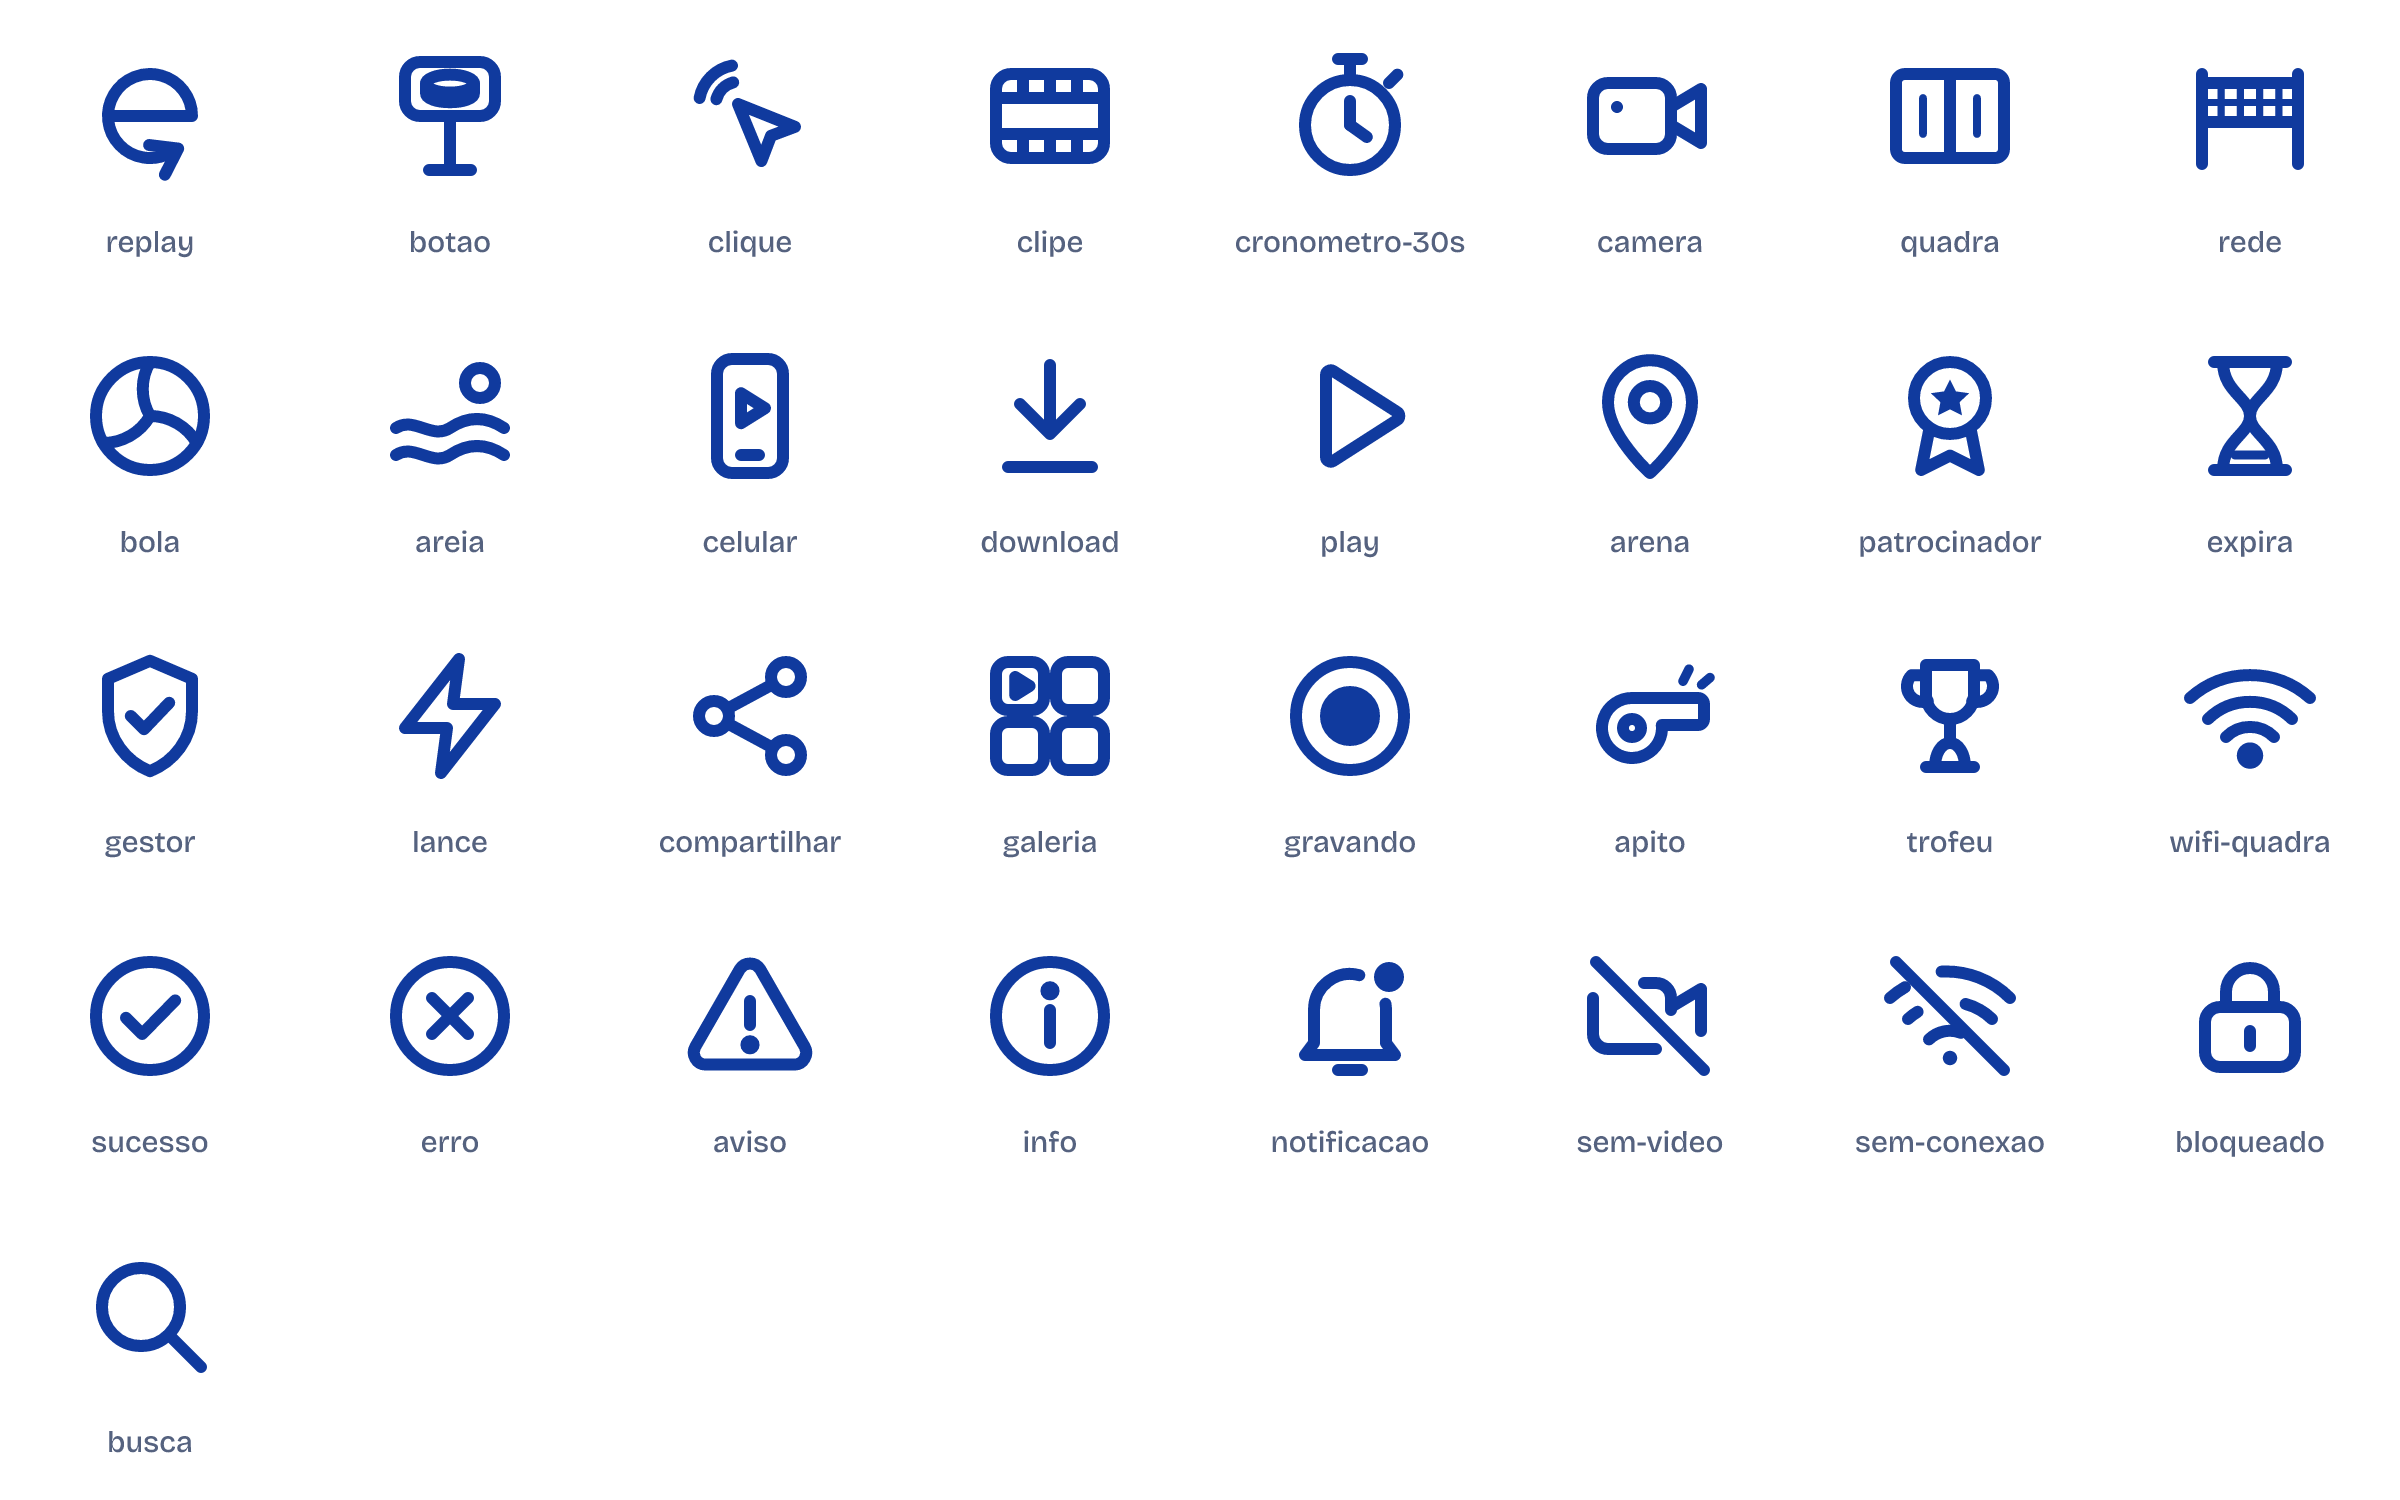 replay botao clique clipe cronometro-30s camera quadra rede
bola areia celular download play arena patrocinador expira
gestor lance compartilhar galeria gravando apito trofeu wifi-quadra
sucesso erro aviso info notificacao sem-video sem-conexao bloqueado
busca